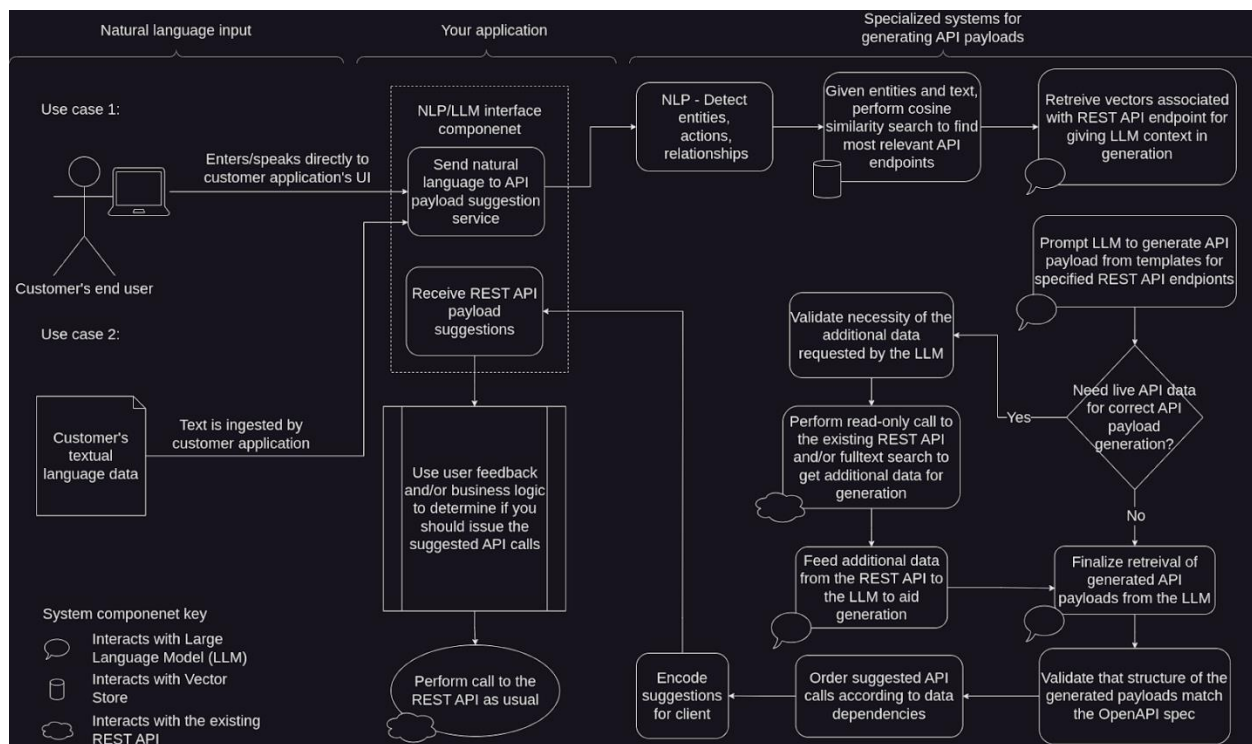 Natural language input
Your application
Specialized systems for
generating API payloads
Use case 1:
Enters/speaks directly to
customer application's UI
Customer's end user
Use case 2:
Customer's
textual
language data
Text is ingested by
customer application
NLP/LLM interface
componenet
Send natural
language to API
payload suggestion
service
Receive REST API
payload
suggestions
Use user feedback
and/or business logic
to determine if you
should issue the
suggested API calls
Perform call to the
REST API as usual
NLP - Detect
entities,
actions,
relationships
Given entities and text,
perform cosine
similarity search to find
most relevant API
endpoints
Retreive vectors associated
with REST API endpoint for
giving LLM context in
generation
Prompt LLM to generate API
payload from templates for
specified REST API endpionts
Need live API data
for correct API
payload
generation?
Yes
No
Validate necessity of the
additional data
requested by the LLM
Perform read-only call to
the existing REST API
and/or fulltext search to
get additional data for
generation
Feed additional data
from the REST API to
the LLM to aid
generation
Finalize retreival of
generated API
payloads from the LLM
Validate that structure of the
generated payloads match
the OpenAPI spec
Order suggested API
calls according to data
dependencies
Encode
suggestions
for client
System componenet key
Interacts with Large
Language Model (LLM)
Interacts with Vector
Store
Interacts with the existing
REST API